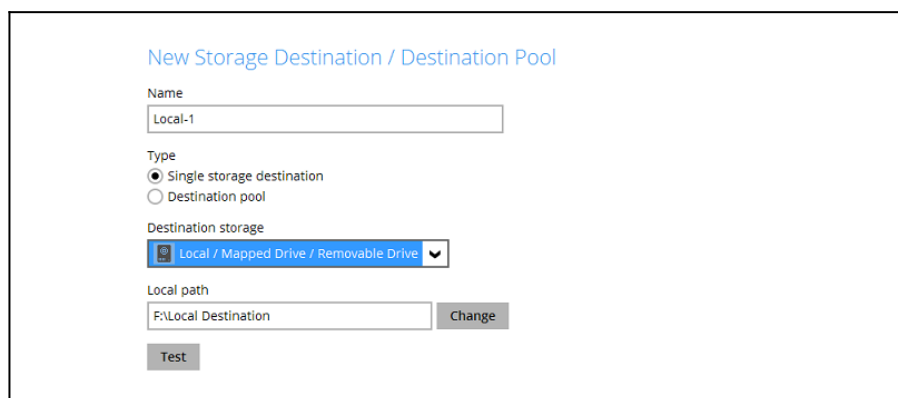 New Storage Destination / Destination Pool
Name
Local-1
Type
Single storage destination
Destination pool
Destination storage
Local / Mapped Drive / Removable Drive
Local path
F:\Local Destination
Change
Test